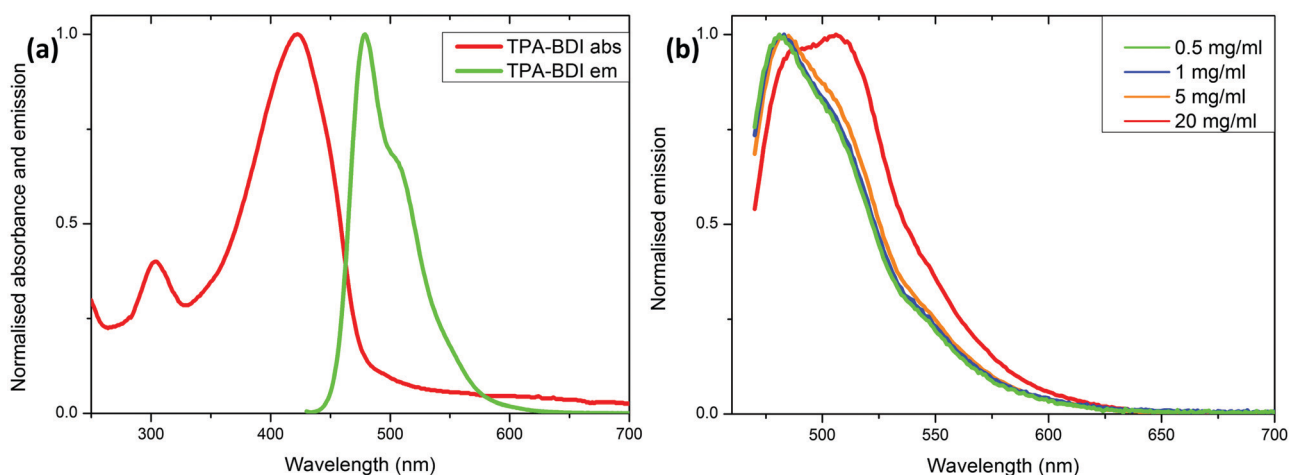 (a)
TPA-BDI abs
TPA-BDI em
Normalised absorbance and emission
1.0
0.5
0.0
300
400
500
600
700
Wavelength (nm)
(b)
0.5 mg/ml
1 mg/ml
5 mg/ml
20 mg/ml
Normalised emission
1.0
0.5
0.0
500
550
600
650
700
Wavelength (nm)